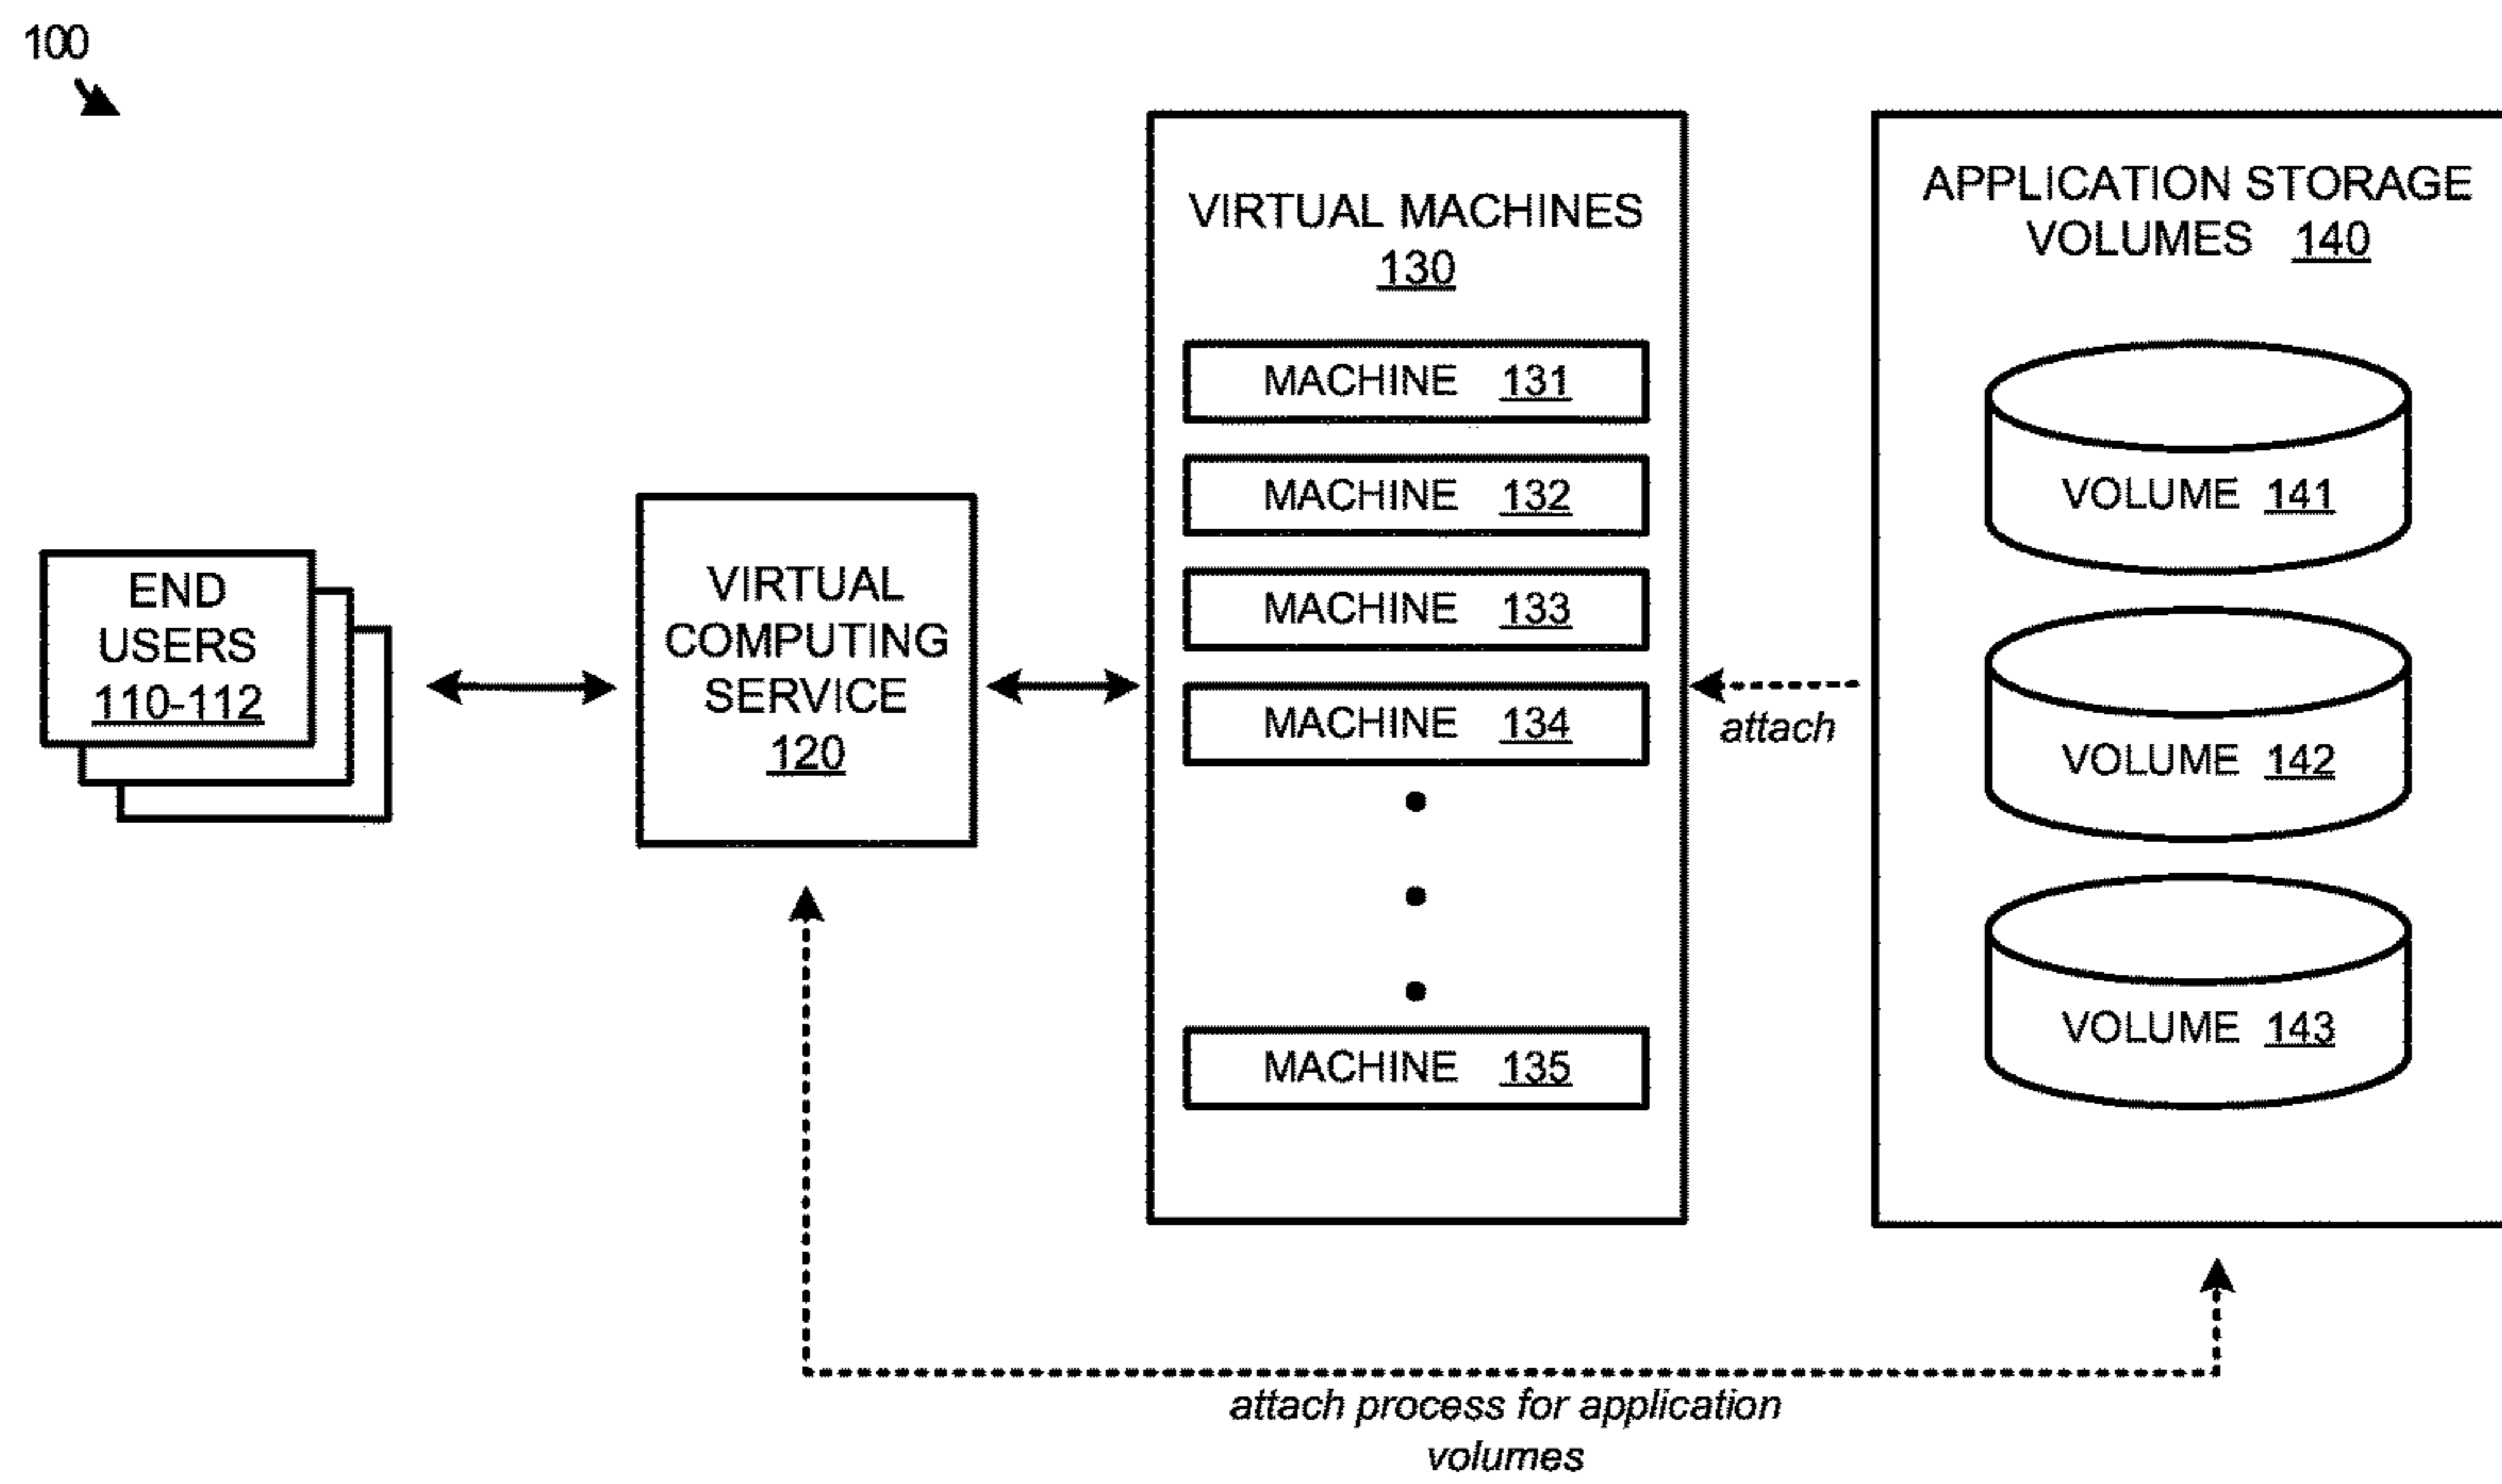 100
END
USERS
110-112
VIRTUAL
COMPUTING
SERVICE
120
VIRTUAL MACHINES
130
MACHINE 131
MACHINE 132
MACHINE 133
MACHINE 134
MACHINE 135
attach
APPLICATION STORAGE
VOLUMES 140
VOLUME 141
VOLUME 142
VOLUME 143
attach process for application
volumes